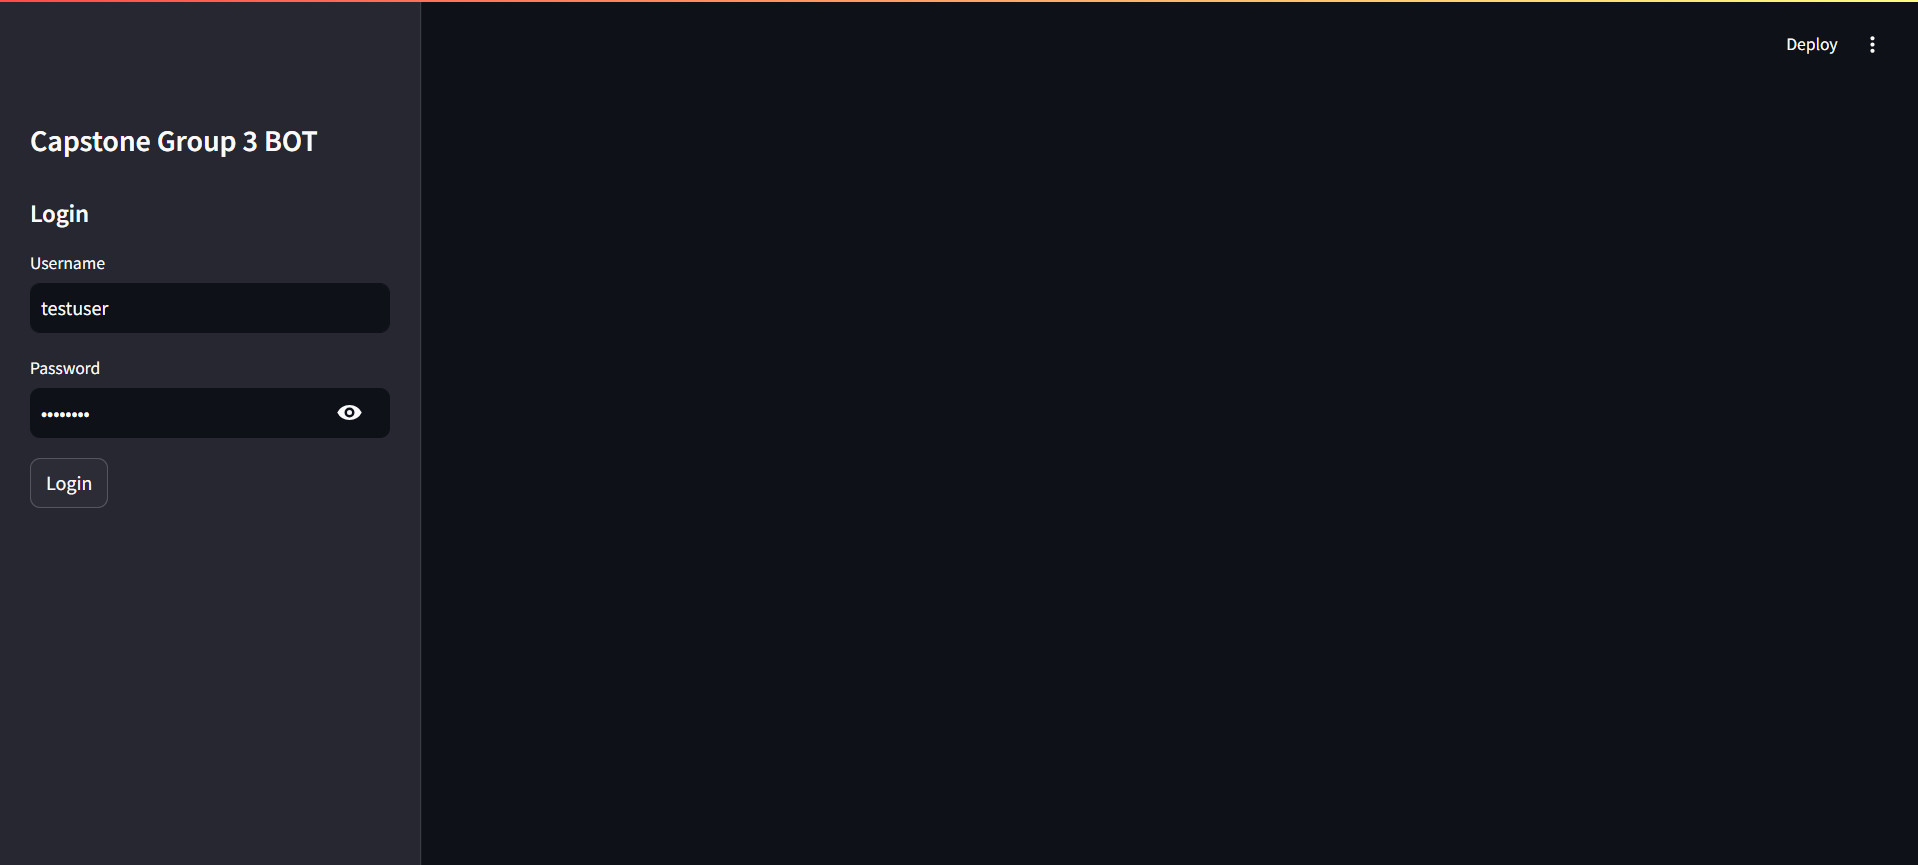 Deploy
Capstone Group 3 BOT
Login
Username
testuser
Password
••••••••
Login